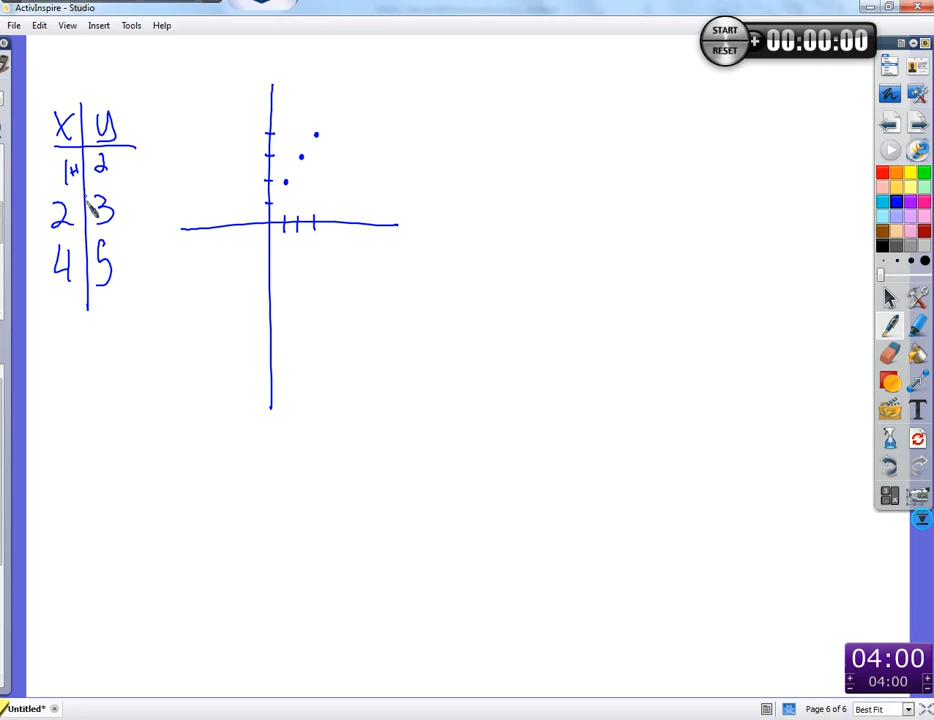 ActivInspire - Studio
File Edit View Insert Tools Help
START
RESET
+ 00:00:00
x y
1+ 2
2 3
4 5
04:00
04:00
Untitled*
Page 6 of 6
Best Fit